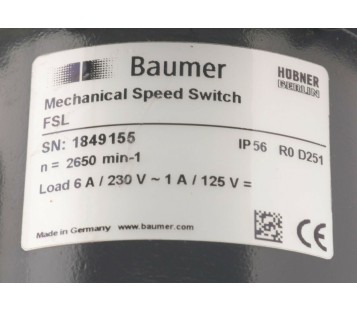 Baumer
HÜBNER
BERLIN
Mechanical Speed Switch
FSL
SN: 1849155
IP 56 R0 D251
n = 2650 min-1
Load 6 A / 230 V ~ 1 A / 125 V =
Made in Germany www.baumer.com
CE